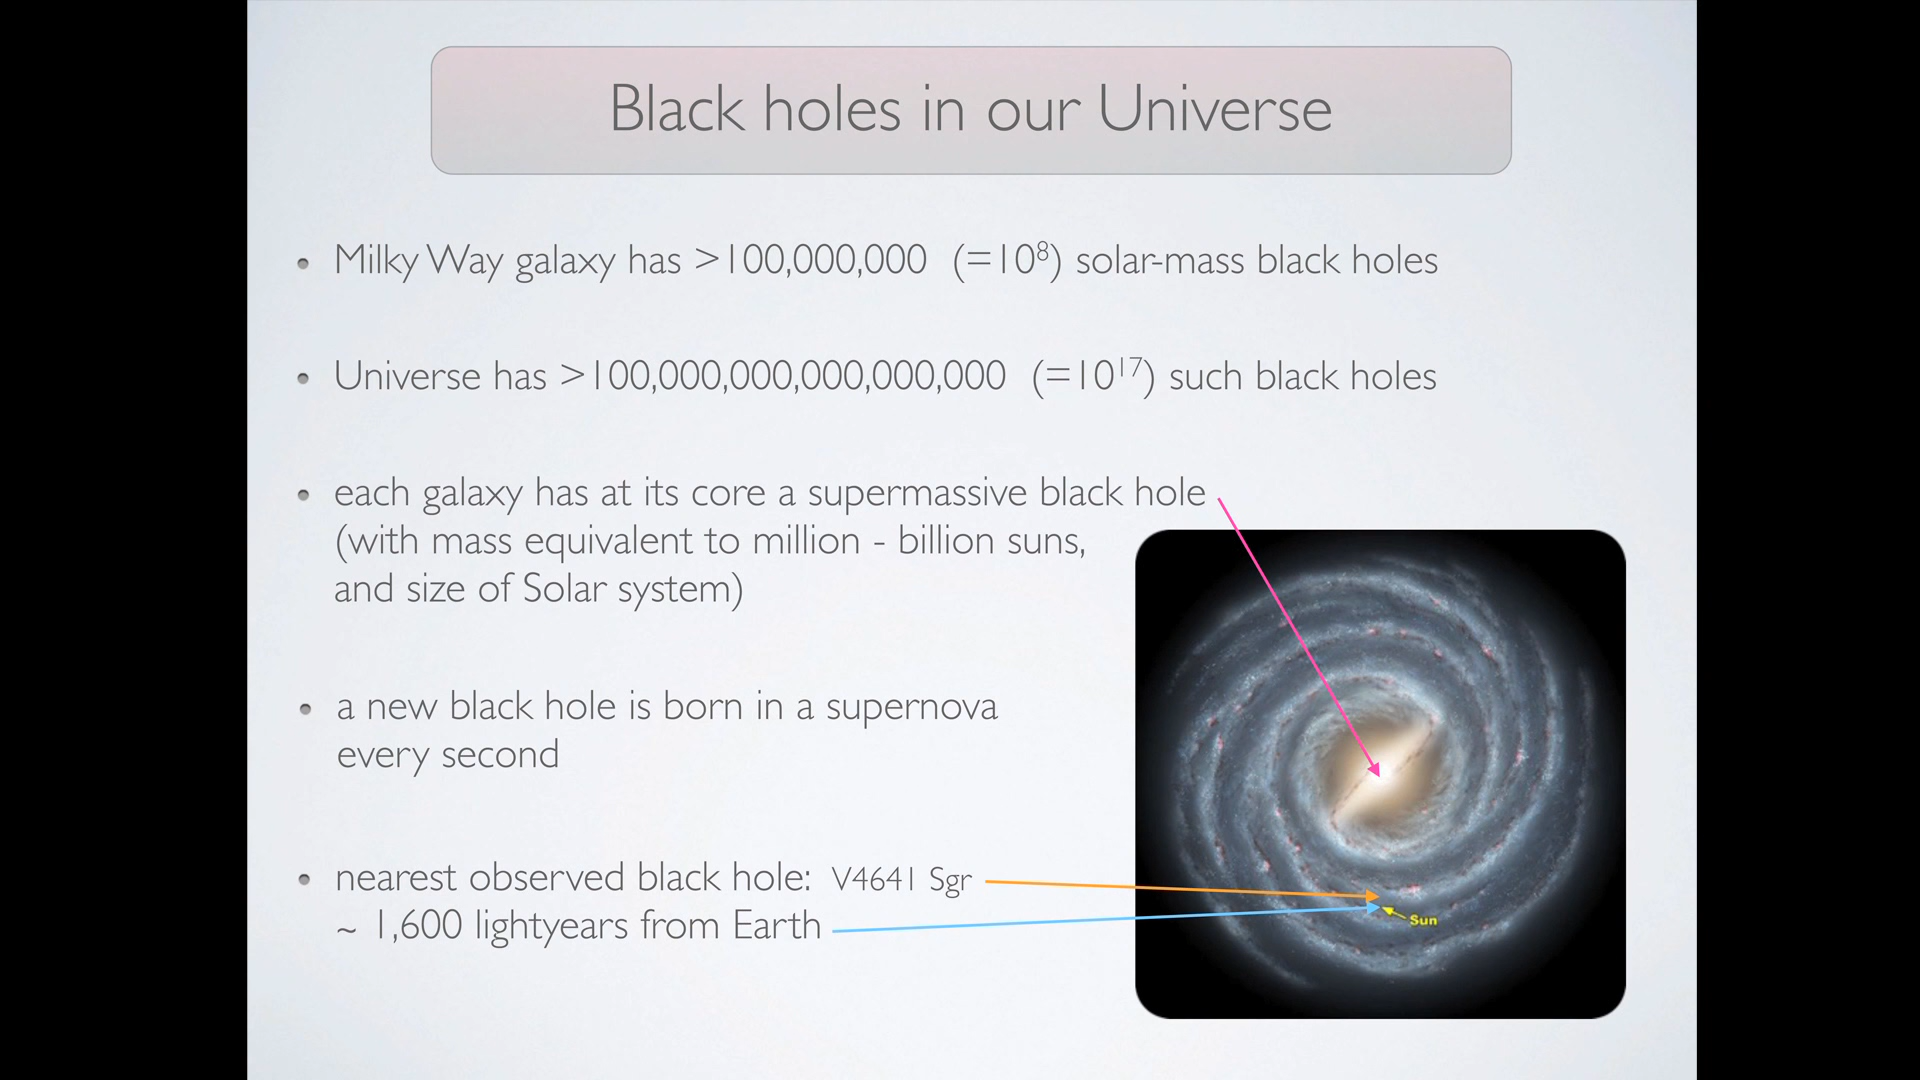 Black holes in our Universe
• Milky Way galaxy has >100,000,000 (=10⁸) solar-mass black holes
• Universe has >100,000,000,000,000,000 (=10¹⁷) such black holes
• each galaxy has at its core a supermassive black hole
(with mass equivalent to million - billion suns,
and size of Solar system)
• a new black hole is born in a supernova
every second
• nearest observed black hole: V4641 Sgr
~ 1,600 lightyears from Earth
Sun